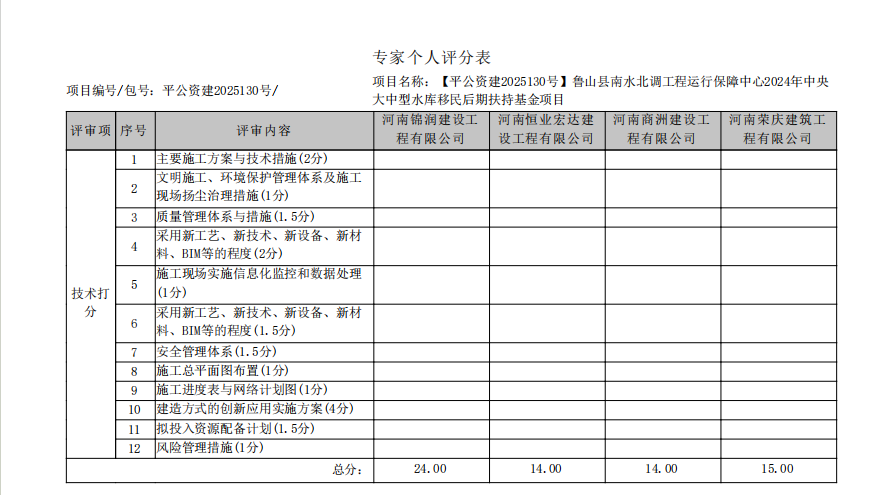 专家个人评分表
项目编号/包号：平公资建2025130号/
项目名称：【平公资建2025130号】鲁山县南水北调工程运行保障中心2024年中央
大中型水库移民后期扶持基金项目
评审项 序号 评审内容 河南锦润建设工程有限公司 河南恒业宏达建设工程有限公司 河南商洲建设工程有限公司 河南荣庆建筑工程有限公司
技术打分
1 主要施工方案与技术措施(2分)
2 文明施工、环境保护管理体系及施工
现场扬尘治理措施(1分)
3 质量管理体系与措施(1.5分)
4 采用新工艺、新技术、新设备、新材
料、BIM等的程度(2分)
5 施工现场实施信息化监控和数据处理
(1分)
6 采用新工艺、新技术、新设备、新材
料、BIM等的程度(1.5分)
7 安全管理体系(1.5分)
8 施工总平面图布置(1分)
9 施工进度表与网络计划图(1分)
10 建造方式的创新应用实施方案(4分)
11 拟投入资源配备计划(1.5分)
12 风险管理措施(1分)
总分： 24.00 14.00 14.00 15.00